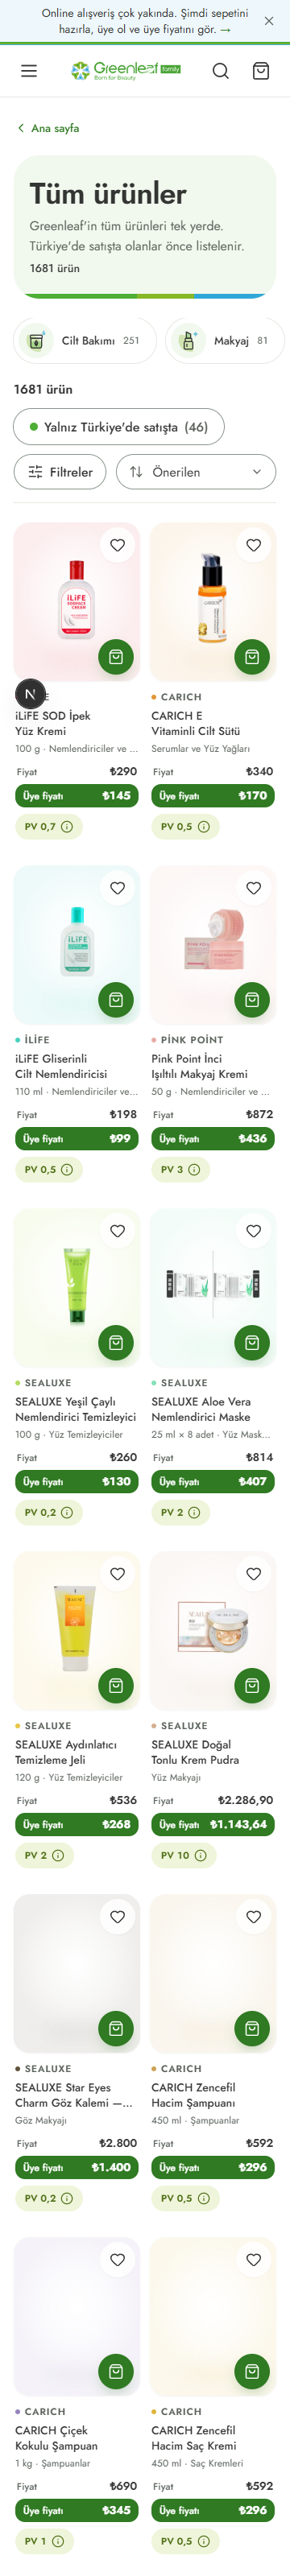 Online alışveriş çok yakında. Şimdi sepetini
hazırla, üye ol ve üye fiyatını gör. →
Greenleaf family
Born for Beauty
Ana sayfa
Tüm ürünler
Greenleaf'in tüm ürünleri tek yerde.
Türkiye'de satışta olanlar önce listelenir.
1681 ürün
Cilt Bakımı 251
Makyaj 81
1681 ürün
Yalnız Türkiye'de satışta (46)
Filtreler
Önerilen
CARICH
iLiFE SOD İpek
Yüz Kremi
100 g · Nemlendiriciler ve ...
Fiyat ₺290
Üye fiyatı ₺145
PV 0,7
CARICH E
Vitaminli Cilt Sütü
Serumlar ve Yüz Yağları
Fiyat ₺340
Üye fiyatı ₺170
PV 0,5
İLİFE
iLiFE Gliserinli
Cilt Nemlendiricisi
110 ml · Nemlendiriciler ve...
Fiyat ₺198
Üye fiyatı ₺99
PV 0,5
PİNK POİNT
Pink Point İnci
Işıltılı Makyaj Kremi
50 g · Nemlendiriciler ve ...
Fiyat ₺872
Üye fiyatı ₺436
PV 3
SEALUXE
SEALUXE Yeşil Çaylı
Nemlendirici Temizleyici
100 g · Yüz Temizleyiciler
Fiyat ₺260
Üye fiyatı ₺130
PV 0,2
SEALUXE
SEALUXE Aloe Vera
Nemlendirici Maske
25 ml × 8 adet · Yüz Mask...
Fiyat ₺814
Üye fiyatı ₺407
PV 2
SEALUXE
SEALUXE Aydınlatıcı
Temizleme Jeli
120 g · Yüz Temizleyiciler
Fiyat ₺536
Üye fiyatı ₺268
PV 2
SEALUXE
SEALUXE Doğal
Tonlu Krem Pudra
Yüz Makyajı
Fiyat ₺2.286,90
Üye fiyatı ₺1.143,64
PV 10
SEALUXE
SEALUXE Star Eyes
Charm Göz Kalemi —...
Göz Makyajı
Fiyat ₺2.800
Üye fiyatı ₺1.400
PV 0,2
CARICH
CARICH Zencefil
Hacim Şampuanı
450 ml · Şampuanlar
Fiyat ₺592
Üye fiyatı ₺296
PV 0,5
CARICH
CARICH Çiçek
Kokulu Şampuan
1 kg · Şampuanlar
Fiyat ₺690
Üye fiyatı ₺345
PV 1
CARICH
CARICH Zencefil
Hacim Saç Kremi
450 ml · Saç Kremleri
Fiyat ₺592
Üye fiyatı ₺296
PV 0,5